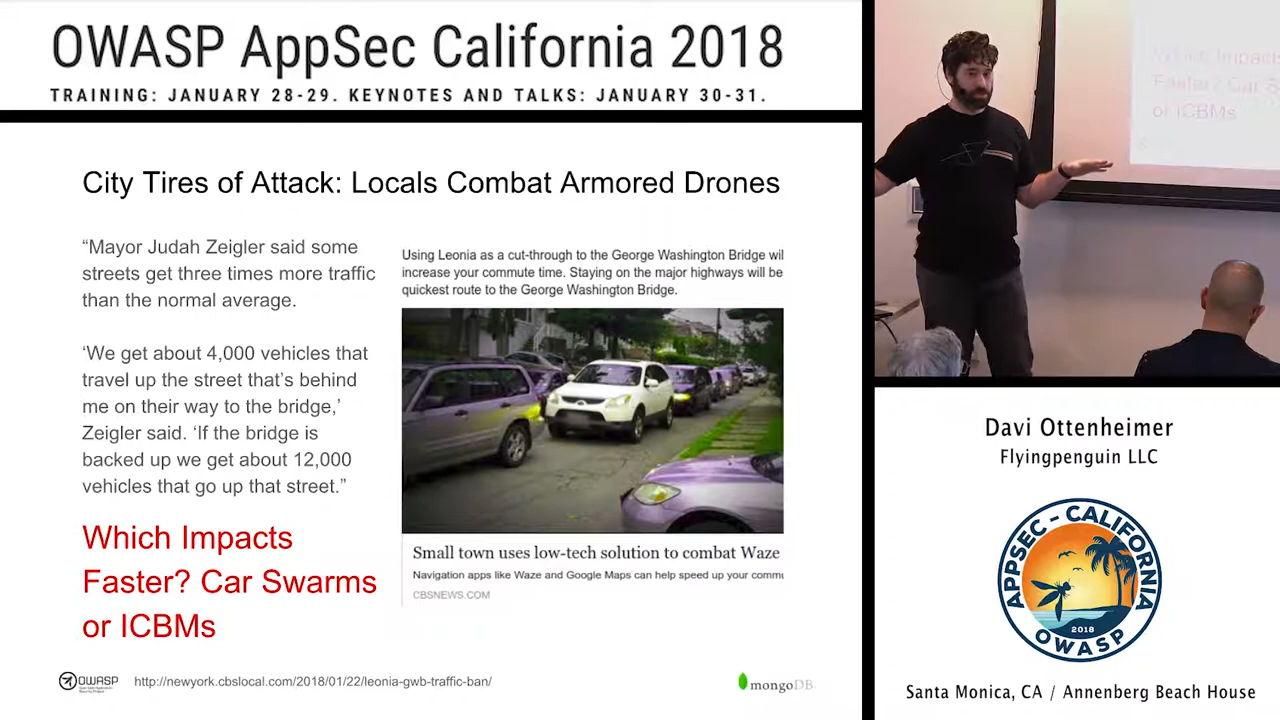 OWASP AppSec California 2018
TRAINING: JANUARY 28-29. KEYNOTES AND TALKS: JANUARY 30-31.
City Tires of Attack: Locals Combat Armored Drones
“Mayor Judah Zeigler said some
streets get three times more traffic
than the normal average.
‘We get about 4,000 vehicles that
travel up the street that’s behind
me on their way to the bridge,’
Zeigler said. ‘If the bridge is
backed up we get about 12,000
vehicles that go up that street.”
Which Impacts
Faster? Car Swarms
or ICBMs
Using Leonia as a cut-through to the George Washington Bridge wil
increase your commute time. Staying on the major highways will be
quickest route to the George Washington Bridge.
Small town uses low-tech solution to combat Waze
Navigation apps like Waze and Google Maps can help speed up your commu
CBSNEWS.COM
OWASP
http://newyork.cbslocal.com/2018/01/22/leonia-gwb-traffic-ban/
mongoDB
Which Impacts
Faster? Car S
or ICBMs
Davi Ottenheimer
Flyingpenguin LLC
APPSEC - CALIFORNIA
2018
OWASP
Santa Monica, CA / Annenberg Beach House